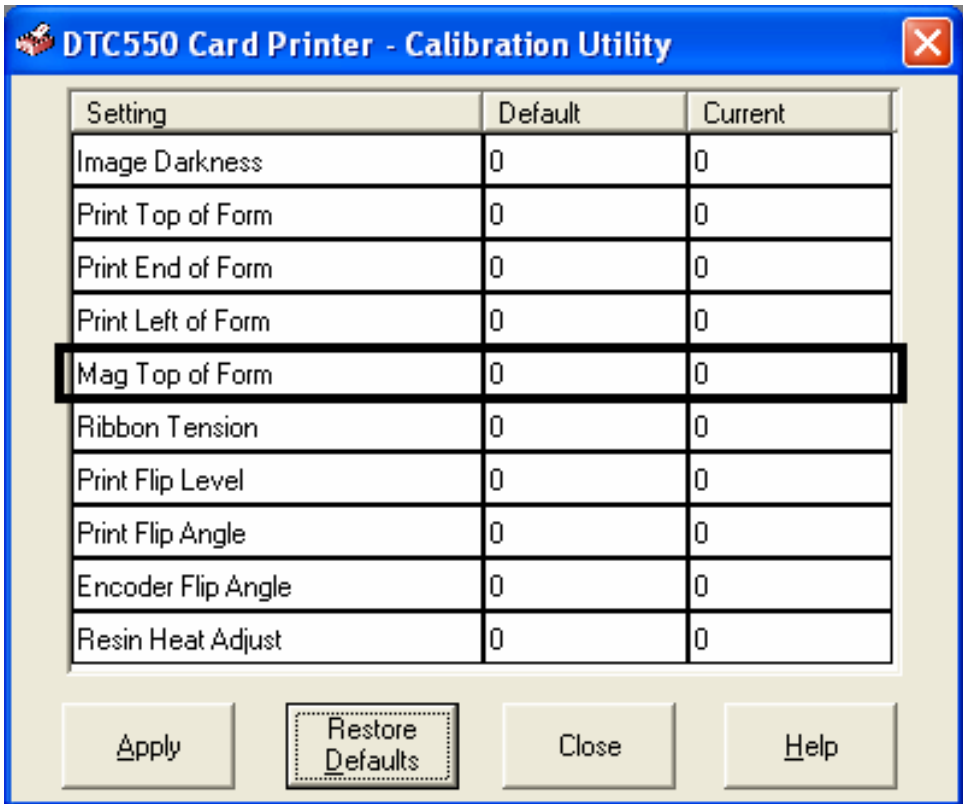 DTC550 Card Printer - Calibration Utility
Setting Default Current
Image Darkness 0 0
Print Top of Form 0 0
Print End of Form 0 0
Print Left of Form 0 0
Mag Top of Form 0 0
Ribbon Tension 0 0
Print Flip Level 0 0
Print Flip Angle 0 0
Encoder Flip Angle 0 0
Resin Heat Adjust 0 0
Apply Restore Defaults Close Help